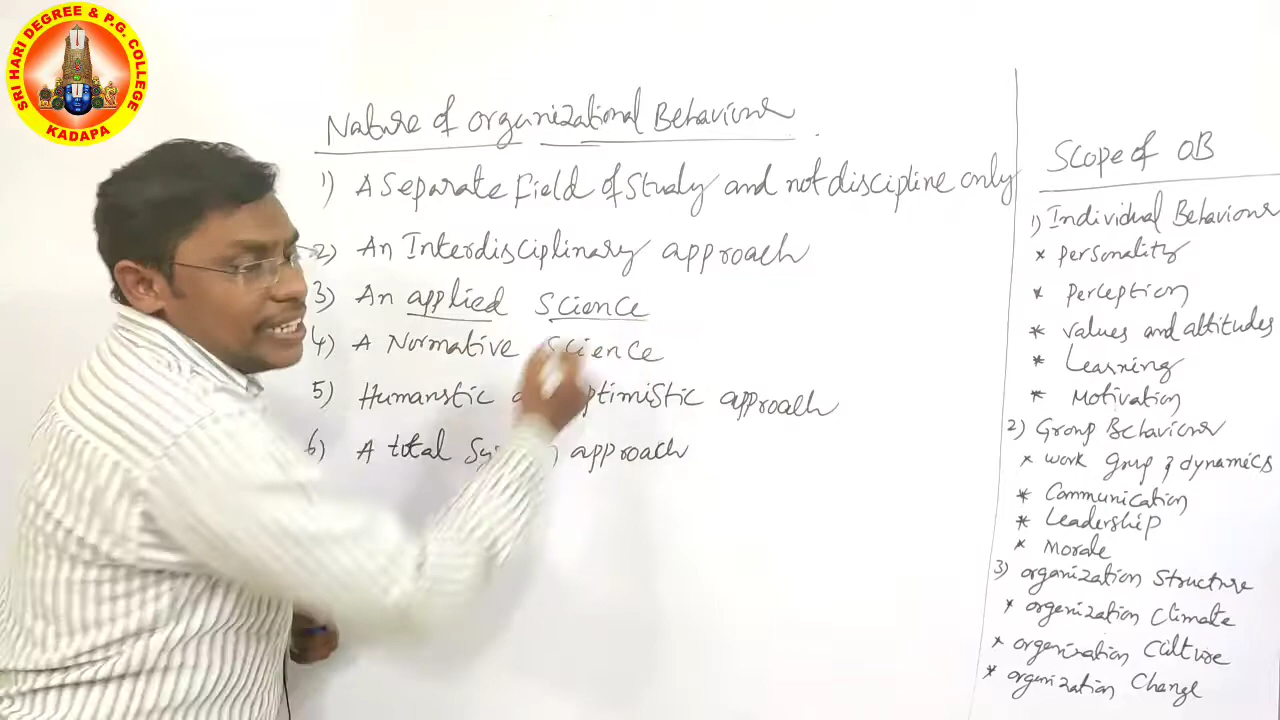 SRI HARI DEGREE & P.G. COLLEGE
KADAPA
Nature of organizational Behaviour
1) A Separate Field of Study and not discipline only
2) An Interdisciplinary approach
3) An applied Science
4) A Normative Science
5) Humanstic approach
6) A total approach
Scope of OB
1) Individual Behaviour
* personality
* perception
* values and attitudes
* Learning
* Motivation
2) Group Behaviour
* work Group & dynamics
* Communication
* Leadership
* Morale
3) organization Structure
* organization Climate
* organization Culture
* organization Change